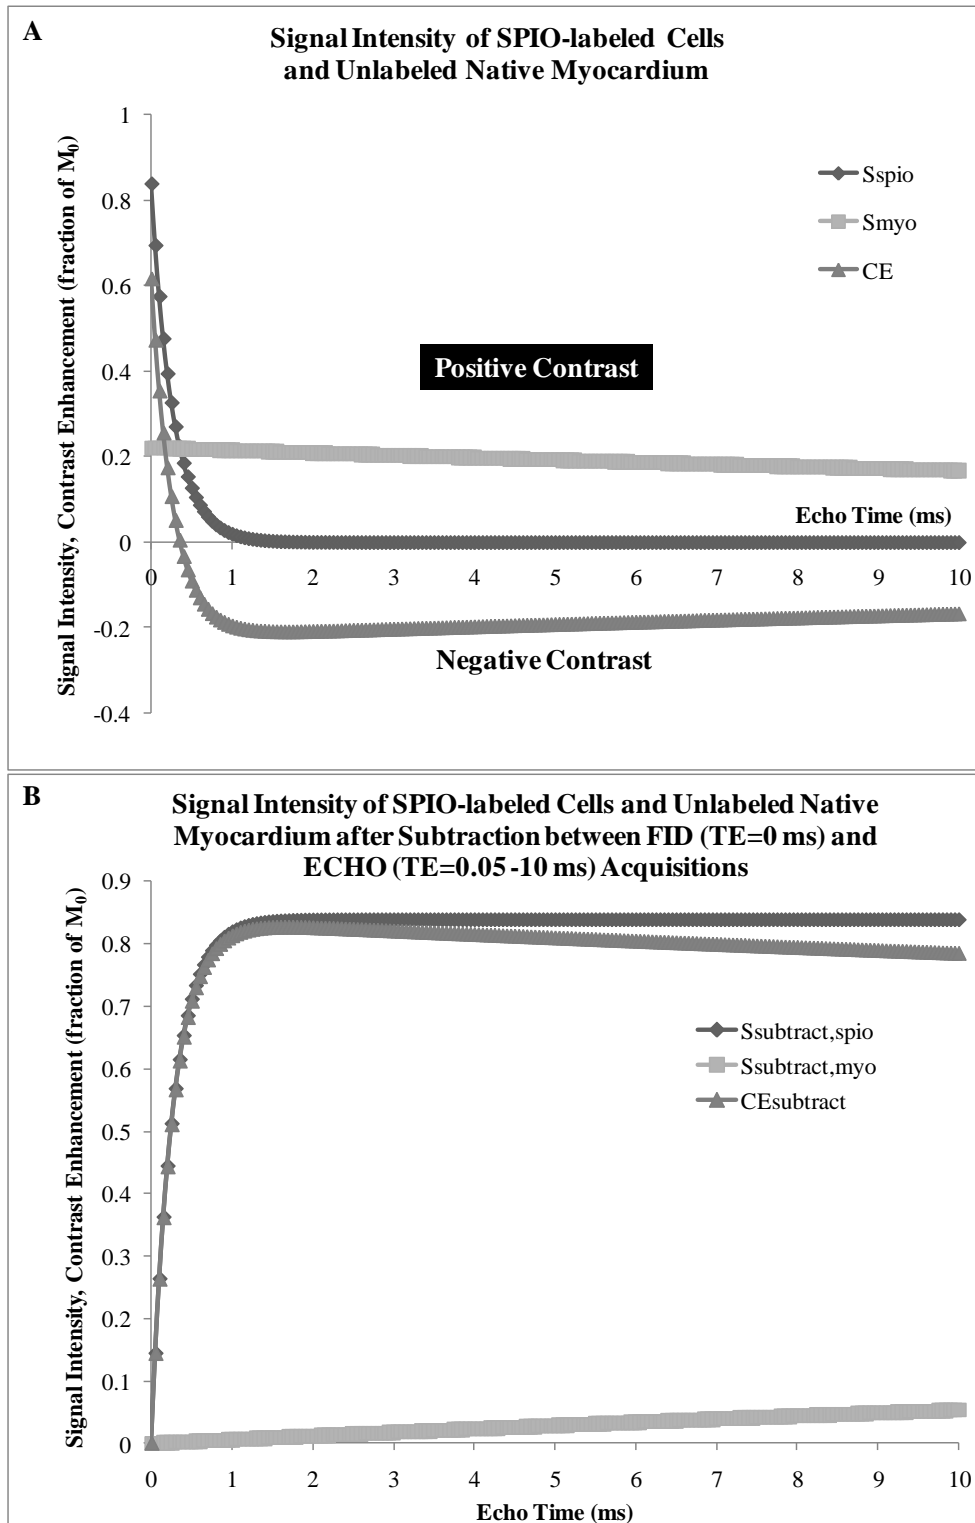 A
Signal Intensity of SPIO-labeled Cells
and Unlabeled Native Myocardium
Signal Intensity, Contrast Enhancement (fraction of M0)
1
0.8
0.6
0.4
0.2
0
-0.2
-0.4
Sspio
Smyo
CE
Positive Contrast
Echo Time (ms)
0 1 2 3 4 5 6 7 8 9 10
Negative Contrast
B
Signal Intensity of SPIO-labeled Cells and Unlabeled Native
Myocardium after Subtraction between FID (TE=0 ms) and
ECHO (TE=0.05-10 ms) Acquisitions
Signal Intensity, Contrast Enhancement (fraction of M0)
0.9
0.8
0.7
0.6
0.5
0.4
0.3
0.2
0.1
0
Ssubtract,spio
Ssubtract,myo
CEsubtract
0 1 2 3 4 5 6 7 8 9 10
Echo Time (ms)